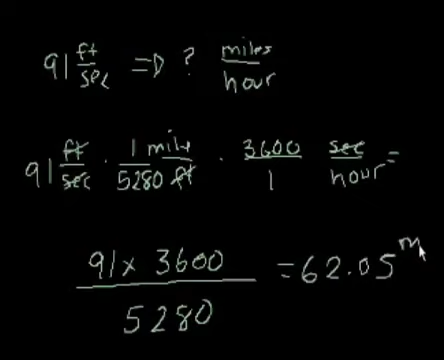 91 ft/sec => ? miles/hour
91 ft/sec · 1 mile/5280 ft · 3600/1 sec/hour =
91 x 3600/5280 = 62.05 m